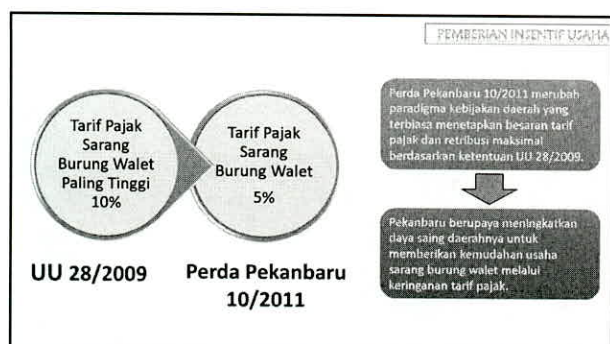 PEMBERIAN INSENTIF USAHA
Tarif Pajak
Sarang
Burung Walet
Paling Tinggi
10%
Tarif Pajak
Sarang
Burung Walet
5%
UU 28/2009
Perda Pekanbaru
10/2011
Perda Pekanbaru 10/2011 merubah
paradigma kebijakan daerah yang
terbiasa menetapkan besaran tarif
pajak dan retribusi maksimal
berdasarkan ketentuan UU 28/2009.
Pekanbaru berupaya meningkatkan
daya saing daerahnya untuk
memberikan kemudahan usaha
sarang burung walet melalui
keringanan tarif pajak.